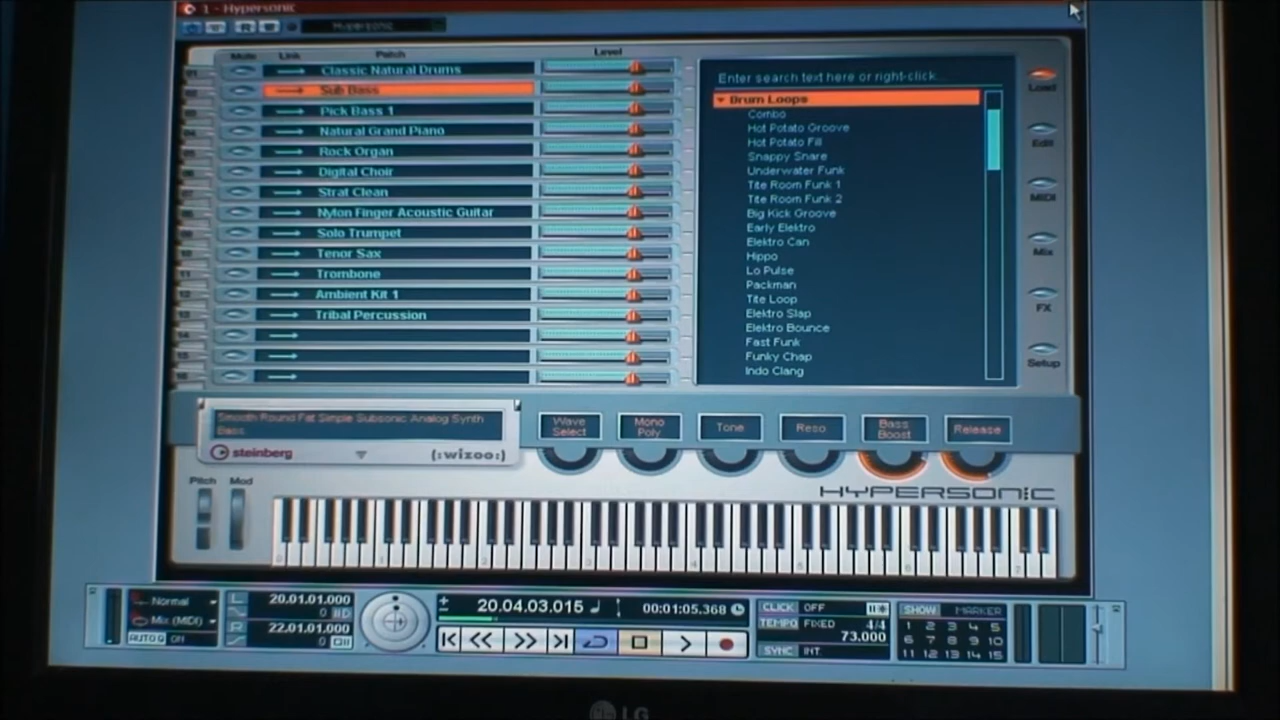 1 - Hypersonic
Hypersonic
Mute Link Patch Level
Classic Natural Drums
Sub Bass
Pick Bass 1
Natural Grand Piano
Rock Organ
Digital Choir
Strat Clean
Nylon Finger Acoustic Guitar
Solo Trumpet
Tenor Sax
Trombone
Ambient Kit 1
Tribal Percussion
Enter search text here or right-click...
Drum Loops
Combo
Hot Potato Groove
Hot Potato Fill
Snappy Snare
Underwater Funk
Tite Room Funk 1
Tite Room Funk 2
Big Kick Groove
Early Elektro
Elektro Can
Hippo
Lo Pulse
Packman
Tite Loop
Elektro Slap
Elektro Bounce
Fast Funk
Funky Chap
Indo Clang
Load
Edit
MIDI
Mix
FX
Setup
Smooth Round Fat Simple Subsonic Analog Synth
Bass
steinberg (:wizoo:)
Wave Select
Mono Poly
Tone
Reso
Bass Boost
Release
HYPERSONIC
Pitch Mod
Normal
Mix (MIDI)
AUTO Q ON
L 20.01.01.000
0
R 22.01.01.000
0
20.04.03.015
00:01:05.368
CLICK OFF
TEMPO FIXED 4/4
73.000
SYNC INT
SHOW MARKER
1 2 3 4 5
6 7 8 9 10
11 12 13 14 15
LG